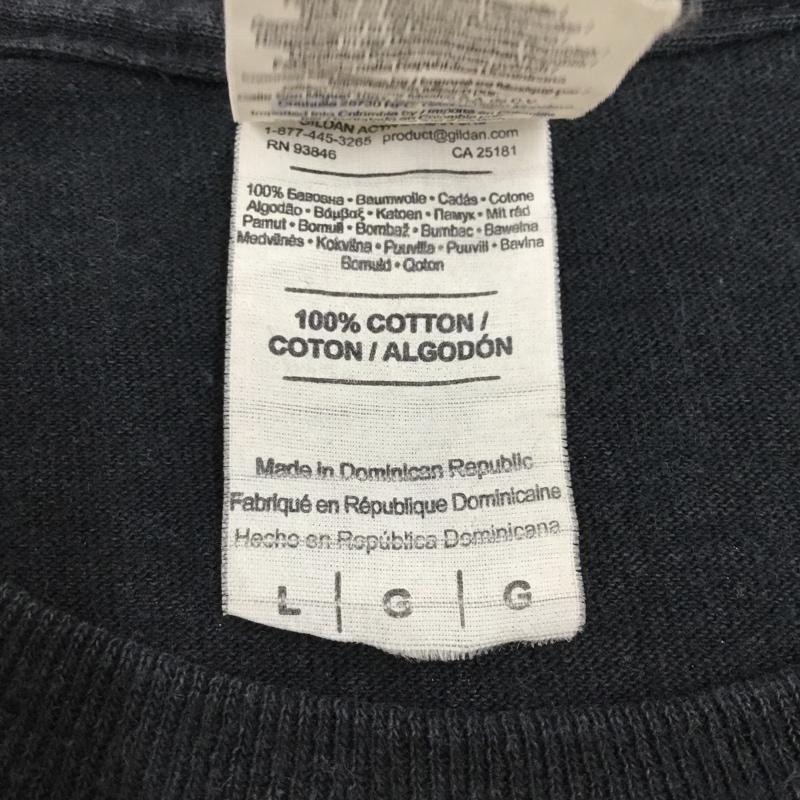 GILDAN
1-877-445-3265 product@gildan.com
RN 93846 CA 25181
100% Бавовна • Baumwolle • Cadás • Cotone
Algodão • Βάμβαξ • Katoen • Памук • Mit rád
Pamut • Bomull • Bombaž • Bumbac • Bawełna
Medvilnės • Kokvilna • Puuvilla • Puuvill • Bavlna
Bomuld • Qoton
100% COTTON /
COTON / ALGODÓN
Made in Dominican Republic
Fabriqué en République Dominicaine
Hecho en República Dominicana
L | G | G